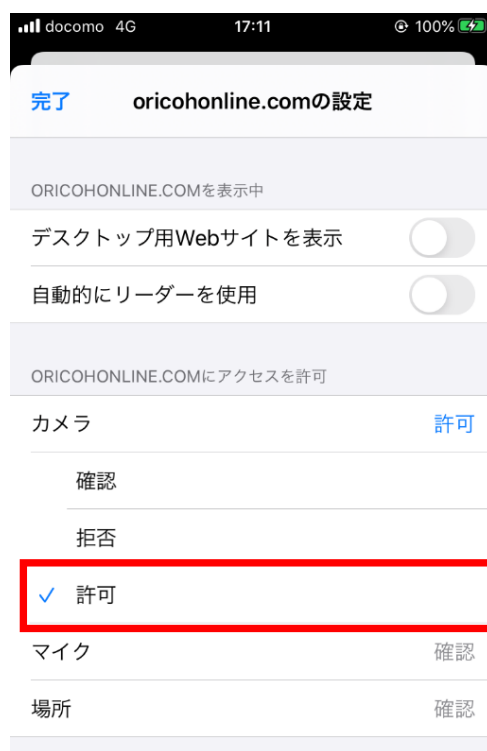 docomo 4G 17:11 100%
完了 oricohonline.comの設定
ORICOHONLINE.COMを表示中
デスクトップ用Webサイトを表示
自動的にリーダーを使用
ORICOHONLINE.COMにアクセスを許可
カメラ 許可
確認
拒否
✓ 許可
マイク 確認
場所 確認